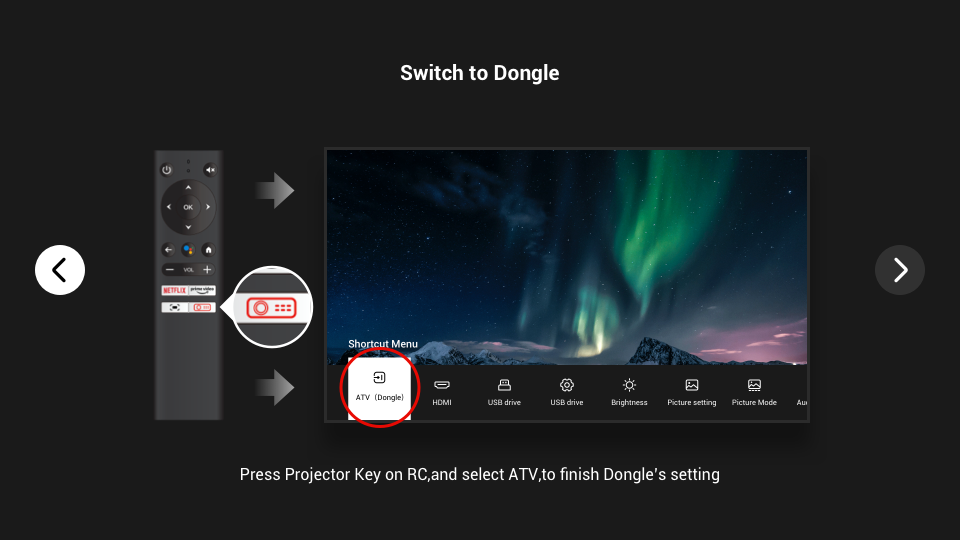 Switch to Dongle
OK
VOL
NETFLIX
prime video
Shortcut Menu
ATV (Dongle)
HDMI
USB drive
USB drive
Brightness
Picture setting
Picture Mode
Press Projector Key on RC,and select ATV,to finish Dongle's setting